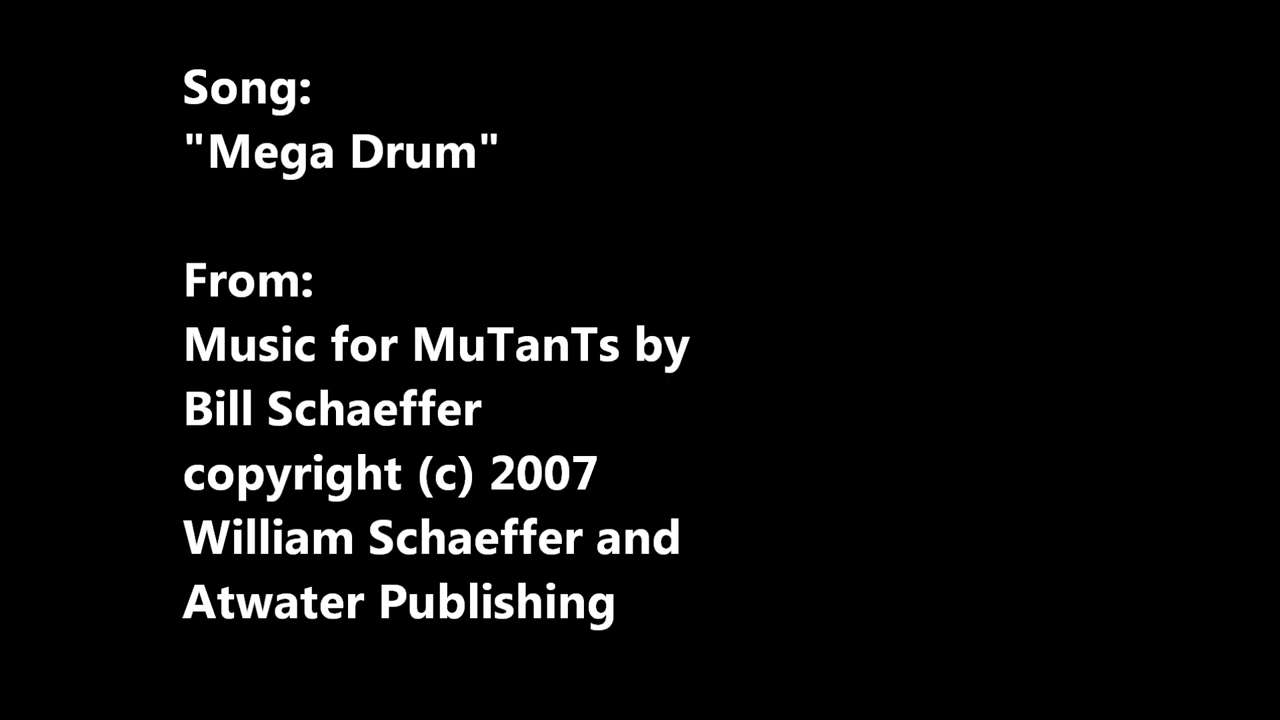 Song:
"Mega Drum"
From:
Music for MuTanTs by
Bill Schaeffer
copyright (c) 2007
William Schaeffer and
Atwater Publishing